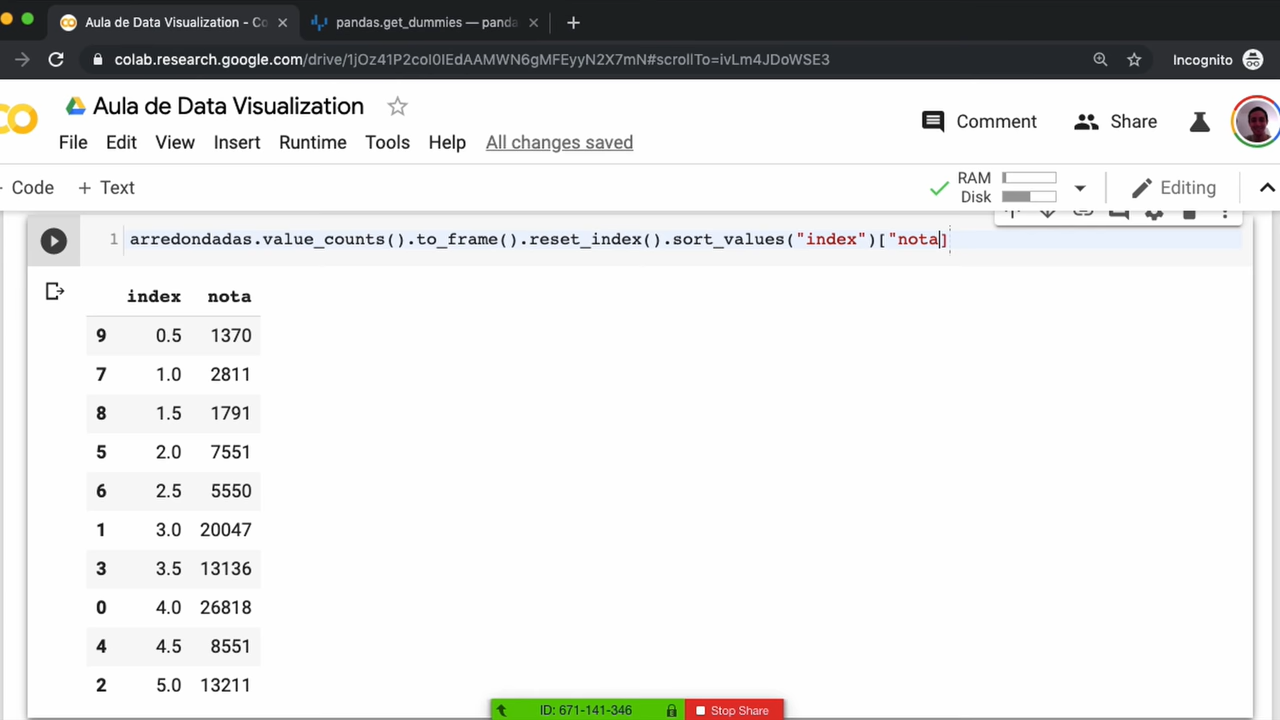 Aula de Data Visualization - Co
pandas.get_dummies — panda
colab.research.google.com/drive/1jOz41P2coI0IEdAAMWN6gMFEyyN2X7mN#scrollTo=ivLm4JDoWSE3
Incognito
Aula de Data Visualization
Comment
Share
File Edit View Insert Runtime Tools Help All changes saved
Code + Text
RAM
Disk
Editing
1 arredondadas.value_counts().to_frame().reset_index().sort_values("index")["nota]
index nota
9 0.5 1370
7 1.0 2811
8 1.5 1791
5 2.0 7551
6 2.5 5550
1 3.0 20047
3 3.5 13136
0 4.0 26818
4 4.5 8551
2 5.0 13211
ID: 671-141-346
Stop Share